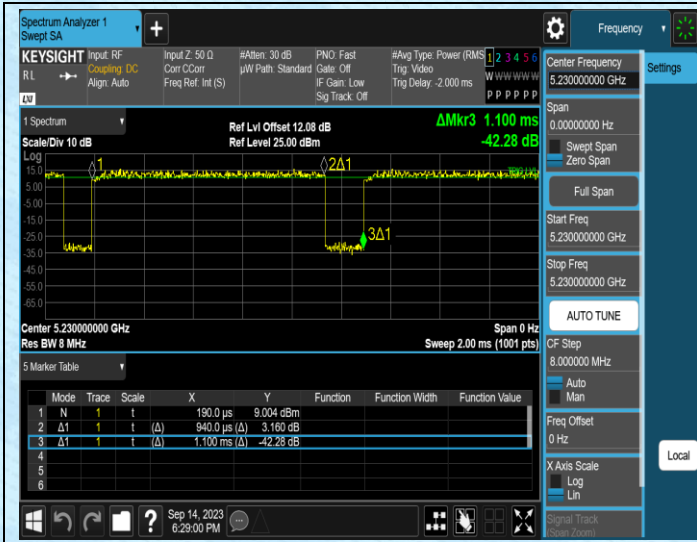 Spectrum Analyzer 1
Swept SA
Frequency
KEYSIGHT
RL
LXI
Input: RF
Coupling: DC
Align: Auto
Input Z: 50 Ω
Corr CCorr
Freq Ref: Int (S)
#Atten: 30 dB
µW Path: Standard
PNO: Fast
Gate: Off
IF Gain: Low
Sig Track: Off
#Avg Type: Power (RMS
Trig: Video
Trig Delay: -2.000 ms
1 2 3 4 5 6
W W W W W W
P P P P P P
1 Spectrum
Scale/Div 10 dB
Log
Ref Lvl Offset 12.08 dB
Ref Level 25.00 dBm
ΔMkr3 1.100 ms
-42.28 dB
1
2Δ1
3Δ1
15.0
5.00
-5.00
-15.0
-25.0
-35.0
-45.0
-55.0
-65.0
Center 5.230000000 GHz
Res BW 8 MHz
Span 0 Hz
Sweep 2.00 ms (1001 pts)
5 Marker Table
Mode Trace Scale X Y Function Function Width Function Value
1 N 1 t 190.0 µs 9.004 dBm
2 Δ1 1 t (Δ) 940.0 µs (Δ) 3.160 dB
3 Δ1 1 t (Δ) 1.100 ms (Δ) -42.28 dB
4
5
6
?
Sep 14, 2023
6:29:00 PM
Center Frequency
5.230000000 GHz
Span
0.00000000 Hz
Swept Span
Zero Span
Full Span
Start Freq
5.230000000 GHz
Stop Freq
5.230000000 GHz
AUTO TUNE
CF Step
8.000000 MHz
Auto
Man
Freq Offset
0 Hz
X Axis Scale
Log
Lin
Signal Track
(Span Zoom)
Settings
Local